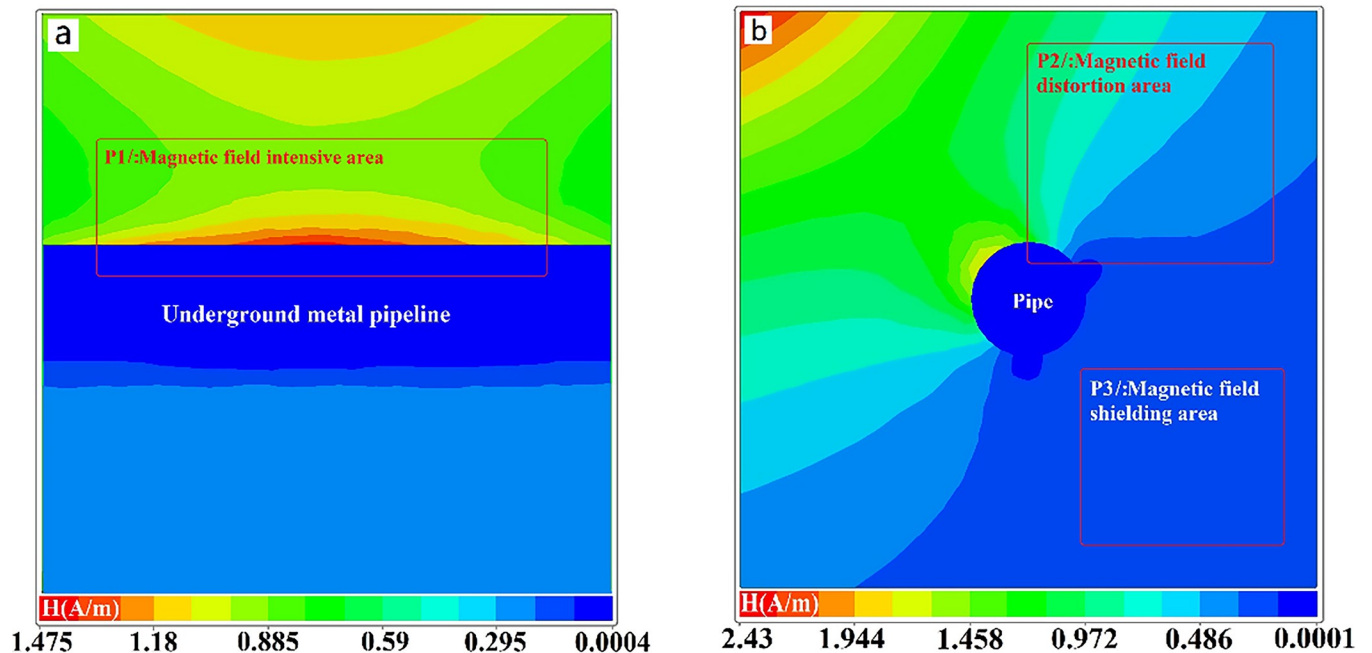 a
P1/:Magnetic field intensive area
Underground metal pipeline
H(A/m)
1.475 1.18 0.885 0.59 0.295 0.0004
b
P2/:Magnetic field
distortion area
Pipe
P3/:Magnetic field
shielding area
H(A/m)
2.43 1.944 1.458 0.972 0.486 0.0001